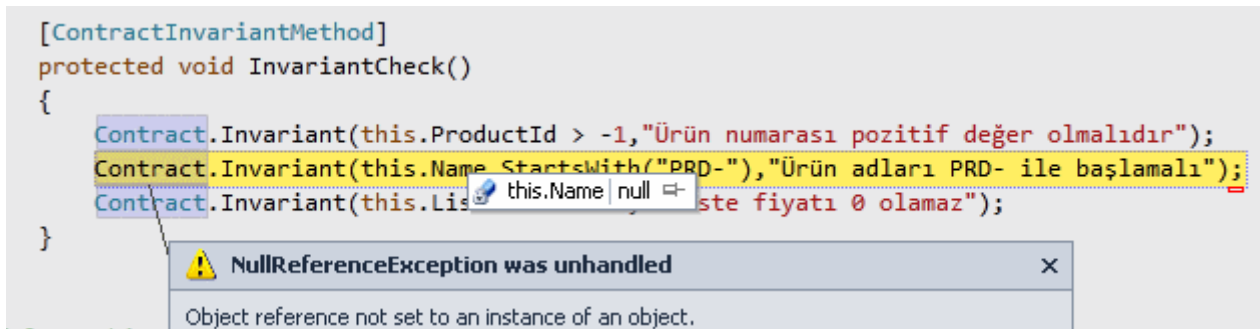 [ContractInvariantMethod]
protected void InvariantCheck()
{
Contract.Invariant(this.ProductId > -1,"Ürün numarası pozitif değer olmalıdır");
Contract.Invariant(this.Name.StartsWith("PRD-"),"Ürün adları PRD- ile başlamalı");
this.Name null
Contract.Invariant(this.Lis ste fiyatı 0 olamaz");
}
NullReferenceException was unhandled
Object reference not set to an instance of an object.